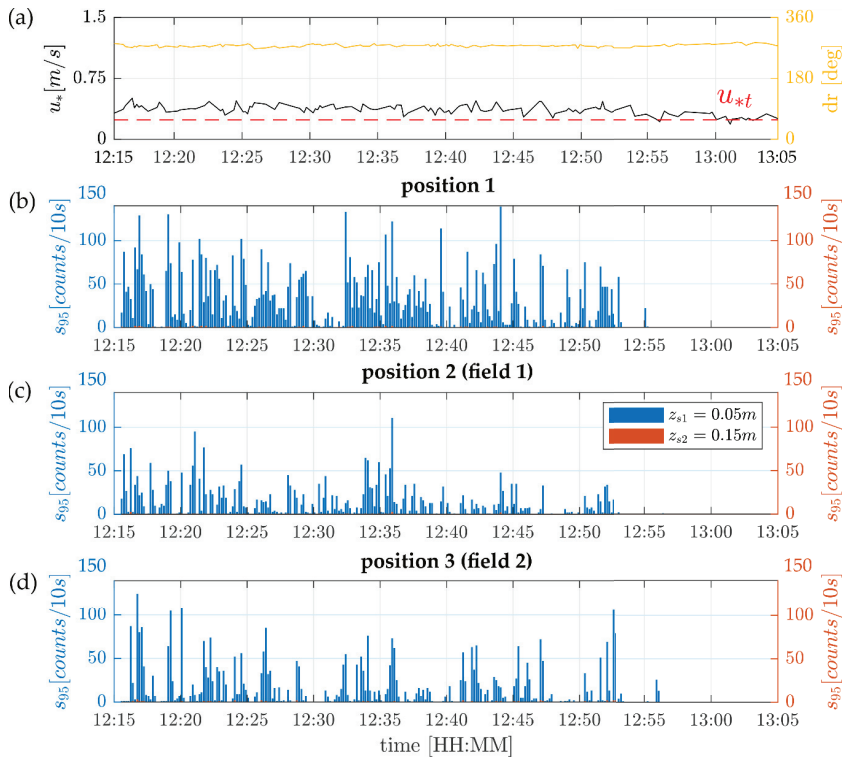 (a)
1.5
0.75
0
u* [m/s]
360
180
0
dr [deg]
u*t
12:15 12:20 12:25 12:30 12:35 12:40 12:45 12:50 12:55 13:00 13:05
position 1
(b)
150
100
50
0
s95 [counts/10s]
150
100
50
0
s95 [counts/10s]
12:15 12:20 12:25 12:30 12:35 12:40 12:45 12:50 12:55 13:00 13:05
position 2 (field 1)
(c)
150
100
50
0
s95 [counts/10s]
zs1 = 0.05m
zs2 = 0.15m
150
100
50
0
s95 [counts/10s]
12:15 12:20 12:25 12:30 12:35 12:40 12:45 12:50 12:55 13:00 13:05
position 3 (field 2)
(d)
150
100
50
0
s95 [counts/10s]
150
100
50
0
s95 [counts/10s]
12:15 12:20 12:25 12:30 12:35 12:40 12:45 12:50 12:55 13:00 13:05
time [HH:MM]